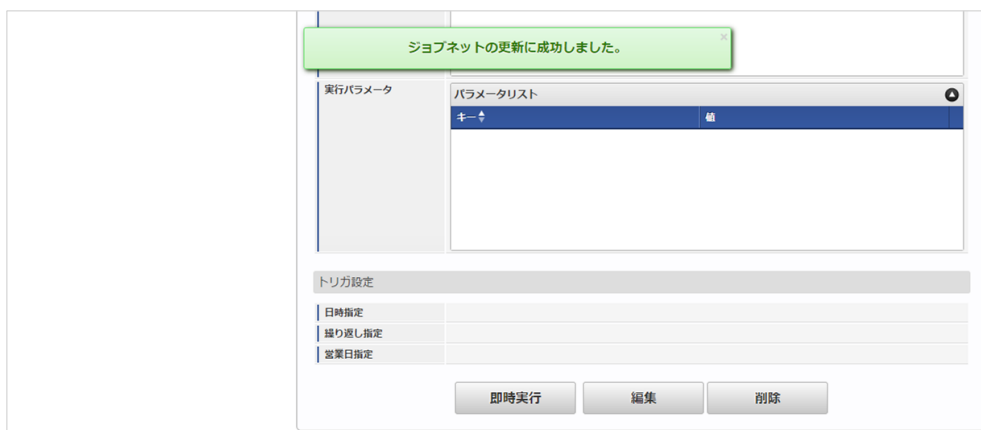 ジョブネットの更新に成功しました。
×
実行パラメータ
パラメータリスト
キー 値
トリガ設定
日時指定
繰り返し指定
営業日指定
即時実行 編集 削除